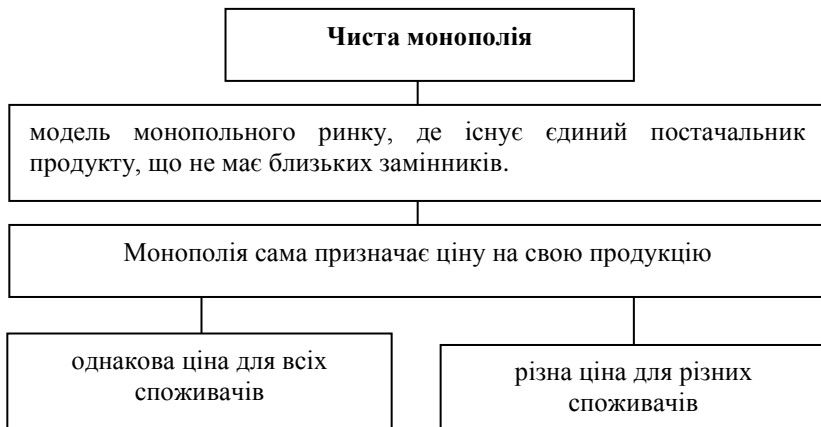 Чиста монополія
модель монопольного ринку, де існує єдиний постачальник
продукту, що не має близьких замінників.
Монополія сама призначає ціну на свою продукцію
однакова ціна для всіх
споживачів
різна ціна для різних
споживачів